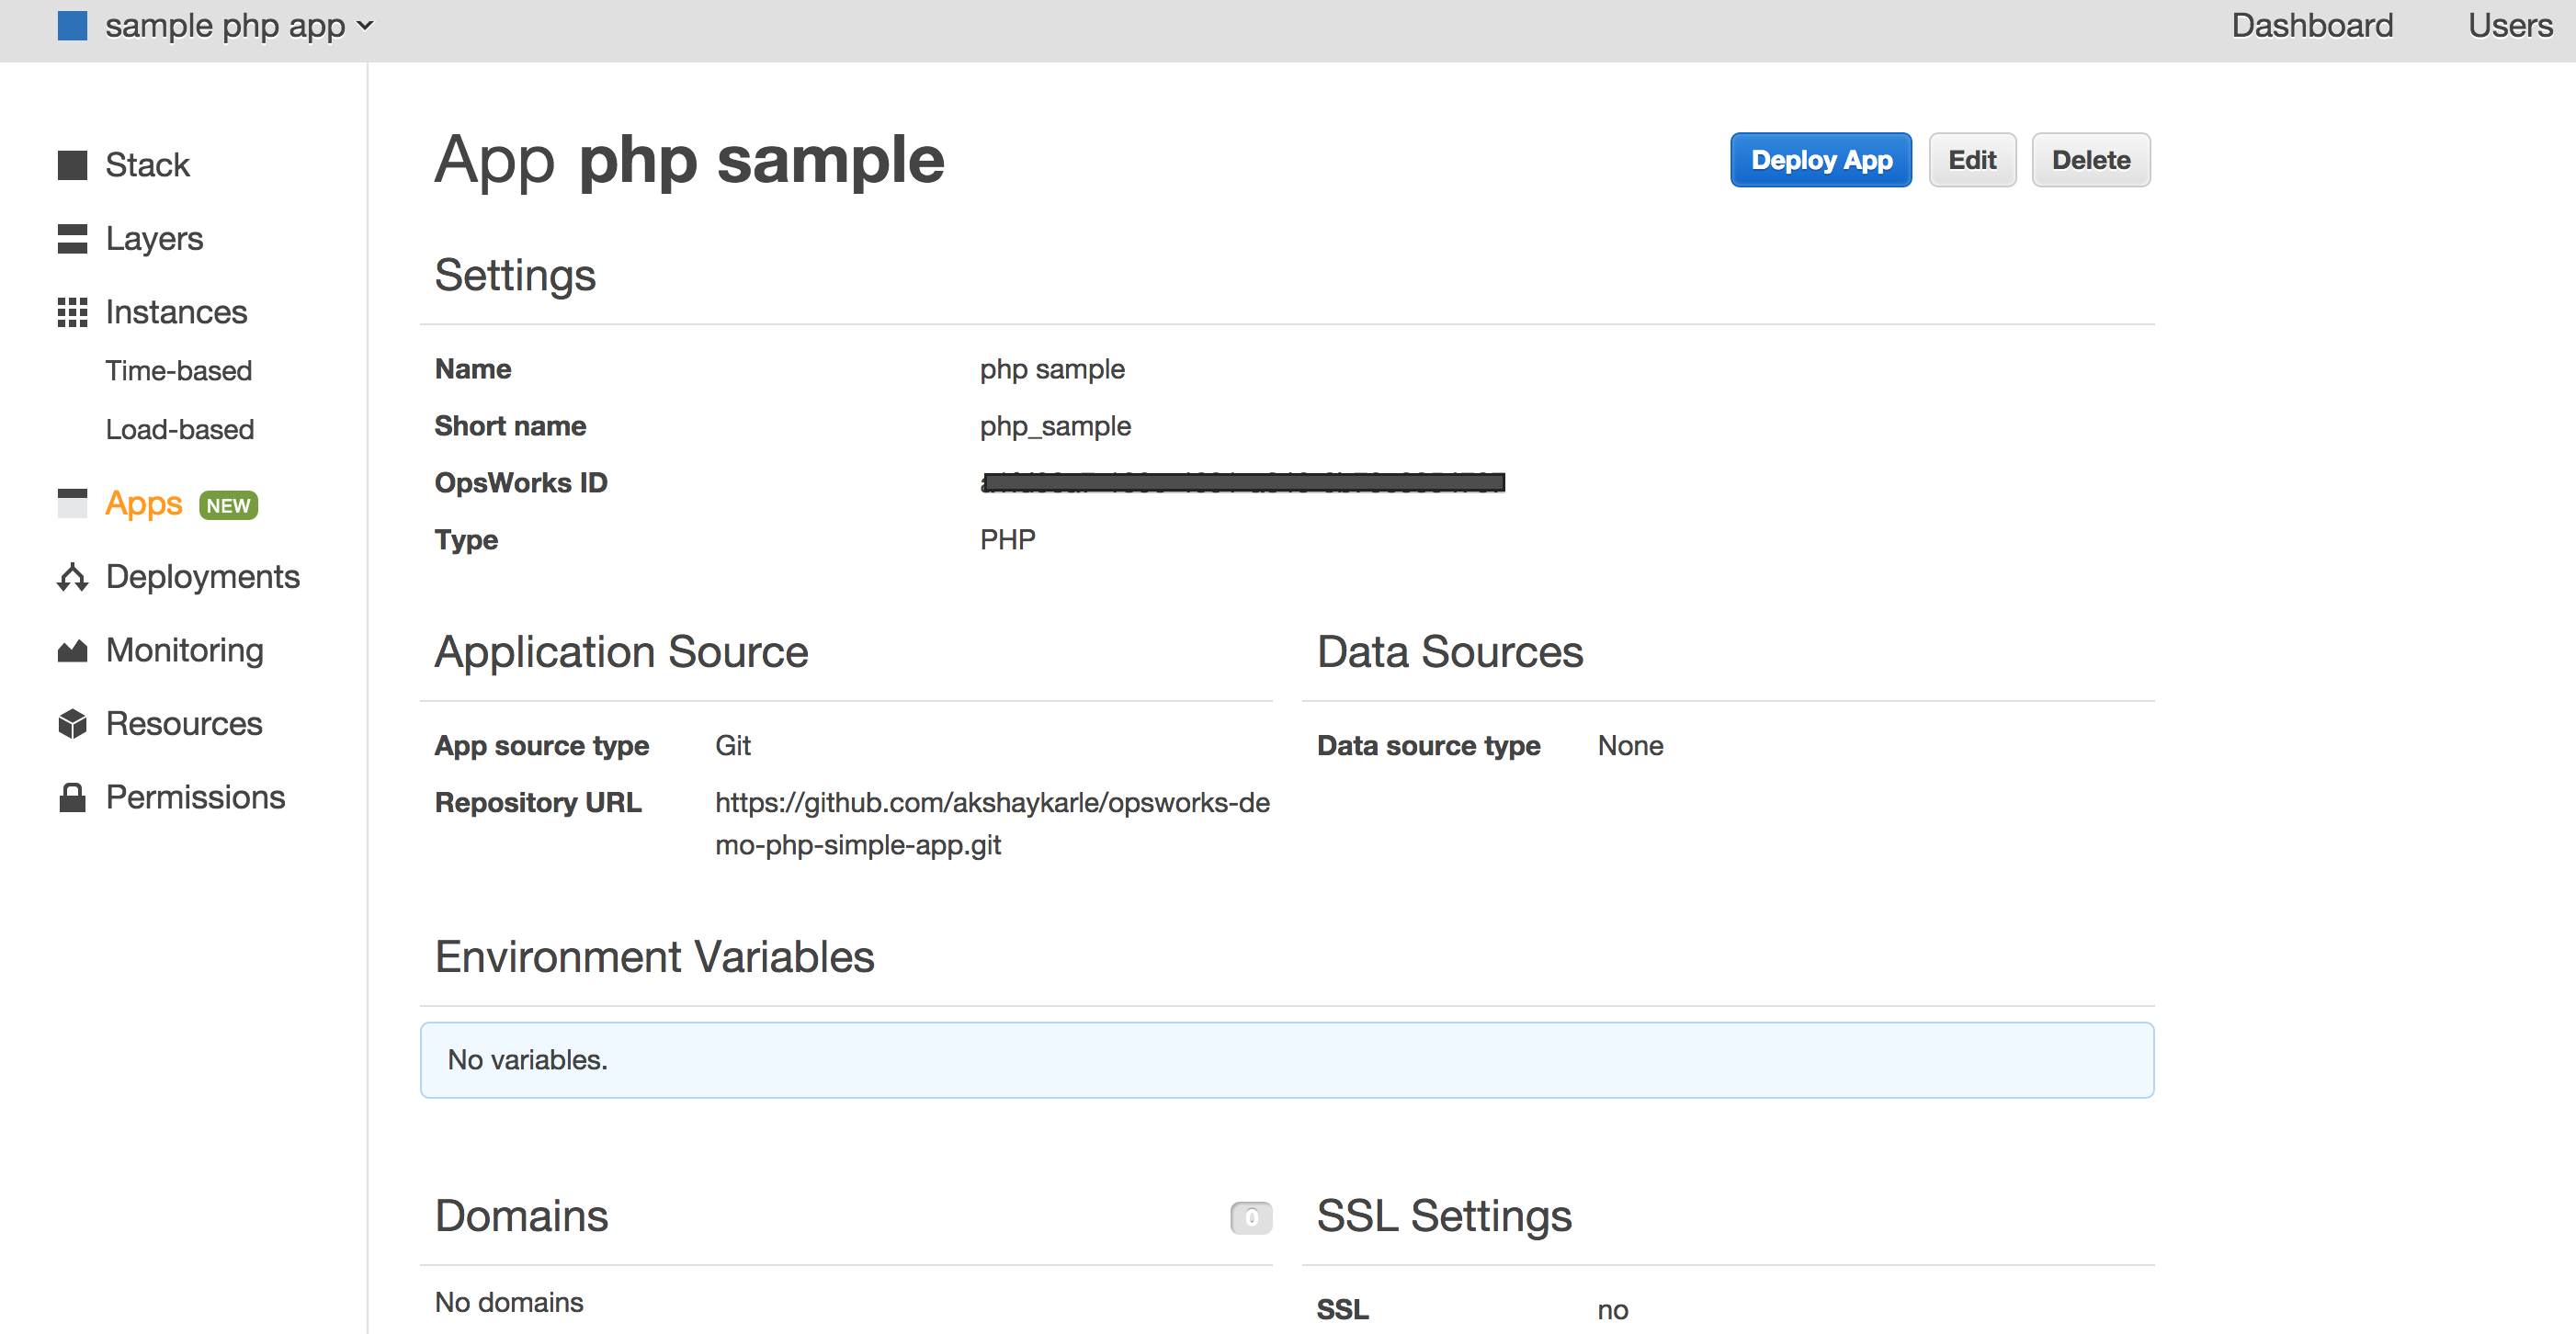 sample php app
Dashboard
Users
Stack
Layers
Instances
Time-based
Load-based
Apps NEW
Deployments
Monitoring
Resources
Permissions
App php sample
Deploy App
Edit
Delete
Settings
Name php sample
Short name php_sample
OpsWorks ID
Type PHP
Application Source
App source type Git
Repository URL https://github.com/akshaykarle/opsworks-de
mo-php-simple-app.git
Data Sources
Data source type None
Environment Variables
No variables.
Domains 0
No domains
SSL Settings
SSL no